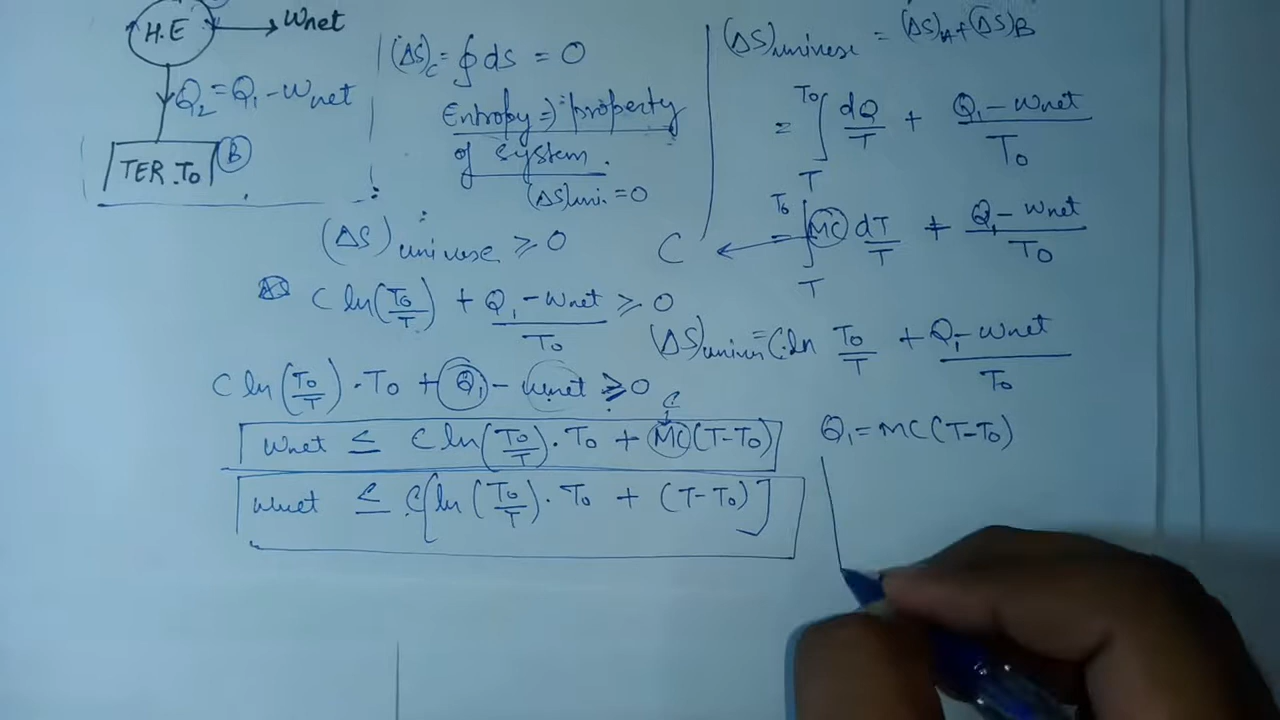 H.E
Wnet
Q₂ = Q₁ - Wnet
TER.T₀
B
(ΔS)c = ∮ds = 0
Entropy ⇒ property
of system.
(ΔS)uni. = 0
(ΔS)universe ≥ 0
C ln(T₀/T) + (Q₁ - Wnet)/T₀ ≥ 0
C ln(T₀/T)·T₀ + Q₁ - Wnet ≥ 0
C
Wnet ≤ C ln(T₀/T)·T₀ + MC(T-T₀)
Wnet ≤ C[ln(T₀/T)·T₀ + (T-T₀)]
(ΔS)universe = (ΔS)A + (ΔS)B
= ∫_T^T₀ dQ/T + (Q₁ - Wnet)/T₀
= ∫_T^T₀ MC dT/T + (Q₁ - Wnet)/T₀
C
(ΔS)univers = C.ln T₀/T + (Q₁ - Wnet)/T₀
Q₁ = MC(T-T₀)